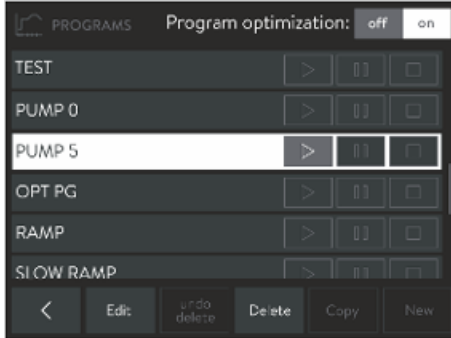 PROGRAMS Program optimization: off on
TEST
PUMP 0
PUMP 5
OPT PG
RAMP
SLOW RAMP
Edit undo delete Delete Copy New